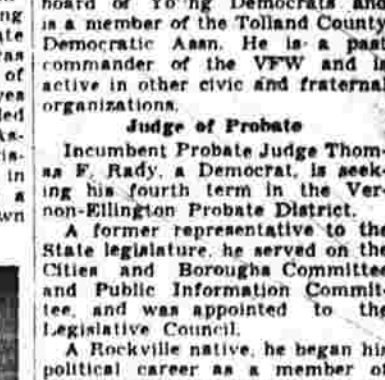 board of Young Democrats and
is a member of the Tolland County
Democratic Assn. He is a past
commander of the VFW and is
active in other civic and fraternal
organizations.
Judge of Probate
Incumbent Probate Judge Thom-
as F. Rady, a Democrat, is seek-
ing his fourth term in the Ver-
non-Ellington Probate District.
A former representative to the
State legislature, he served on the
Cities and Boroughs Committee
and Public Information Commit-
tee, and was appointed to the
Legislative Council.
A Rockville native, he began his
political career as a member of